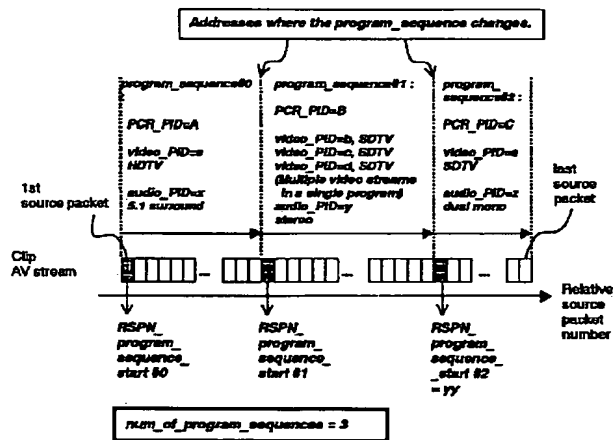 Addresses where the program_sequence changes.
program_sequence#0
PCR_PID=A
video_PID=a
HDTV
audio_PID=x
5.1 surround
program_sequence#1 :
PCR_PID=B
video_PID=b, SDTV
video_PID=c, SDTV
video_PID=d, SDTV
(Multiple video streams
in a single program)
audio_PID=y
stereo
program_
sequence#2 :
PCR_PID=C
video_PID=e
SDTV
audio_PID=z
dual mono
1st
source packet
last
source
packet
Clip
AV stream
... ... ...
Relative
source
packet
number
RSPN_
program_
sequence_
start #0
RSPN_
program_
sequence_
start #1
RSPN_
program_
sequence
_start #2
= yy
num_of_program_sequences = 3